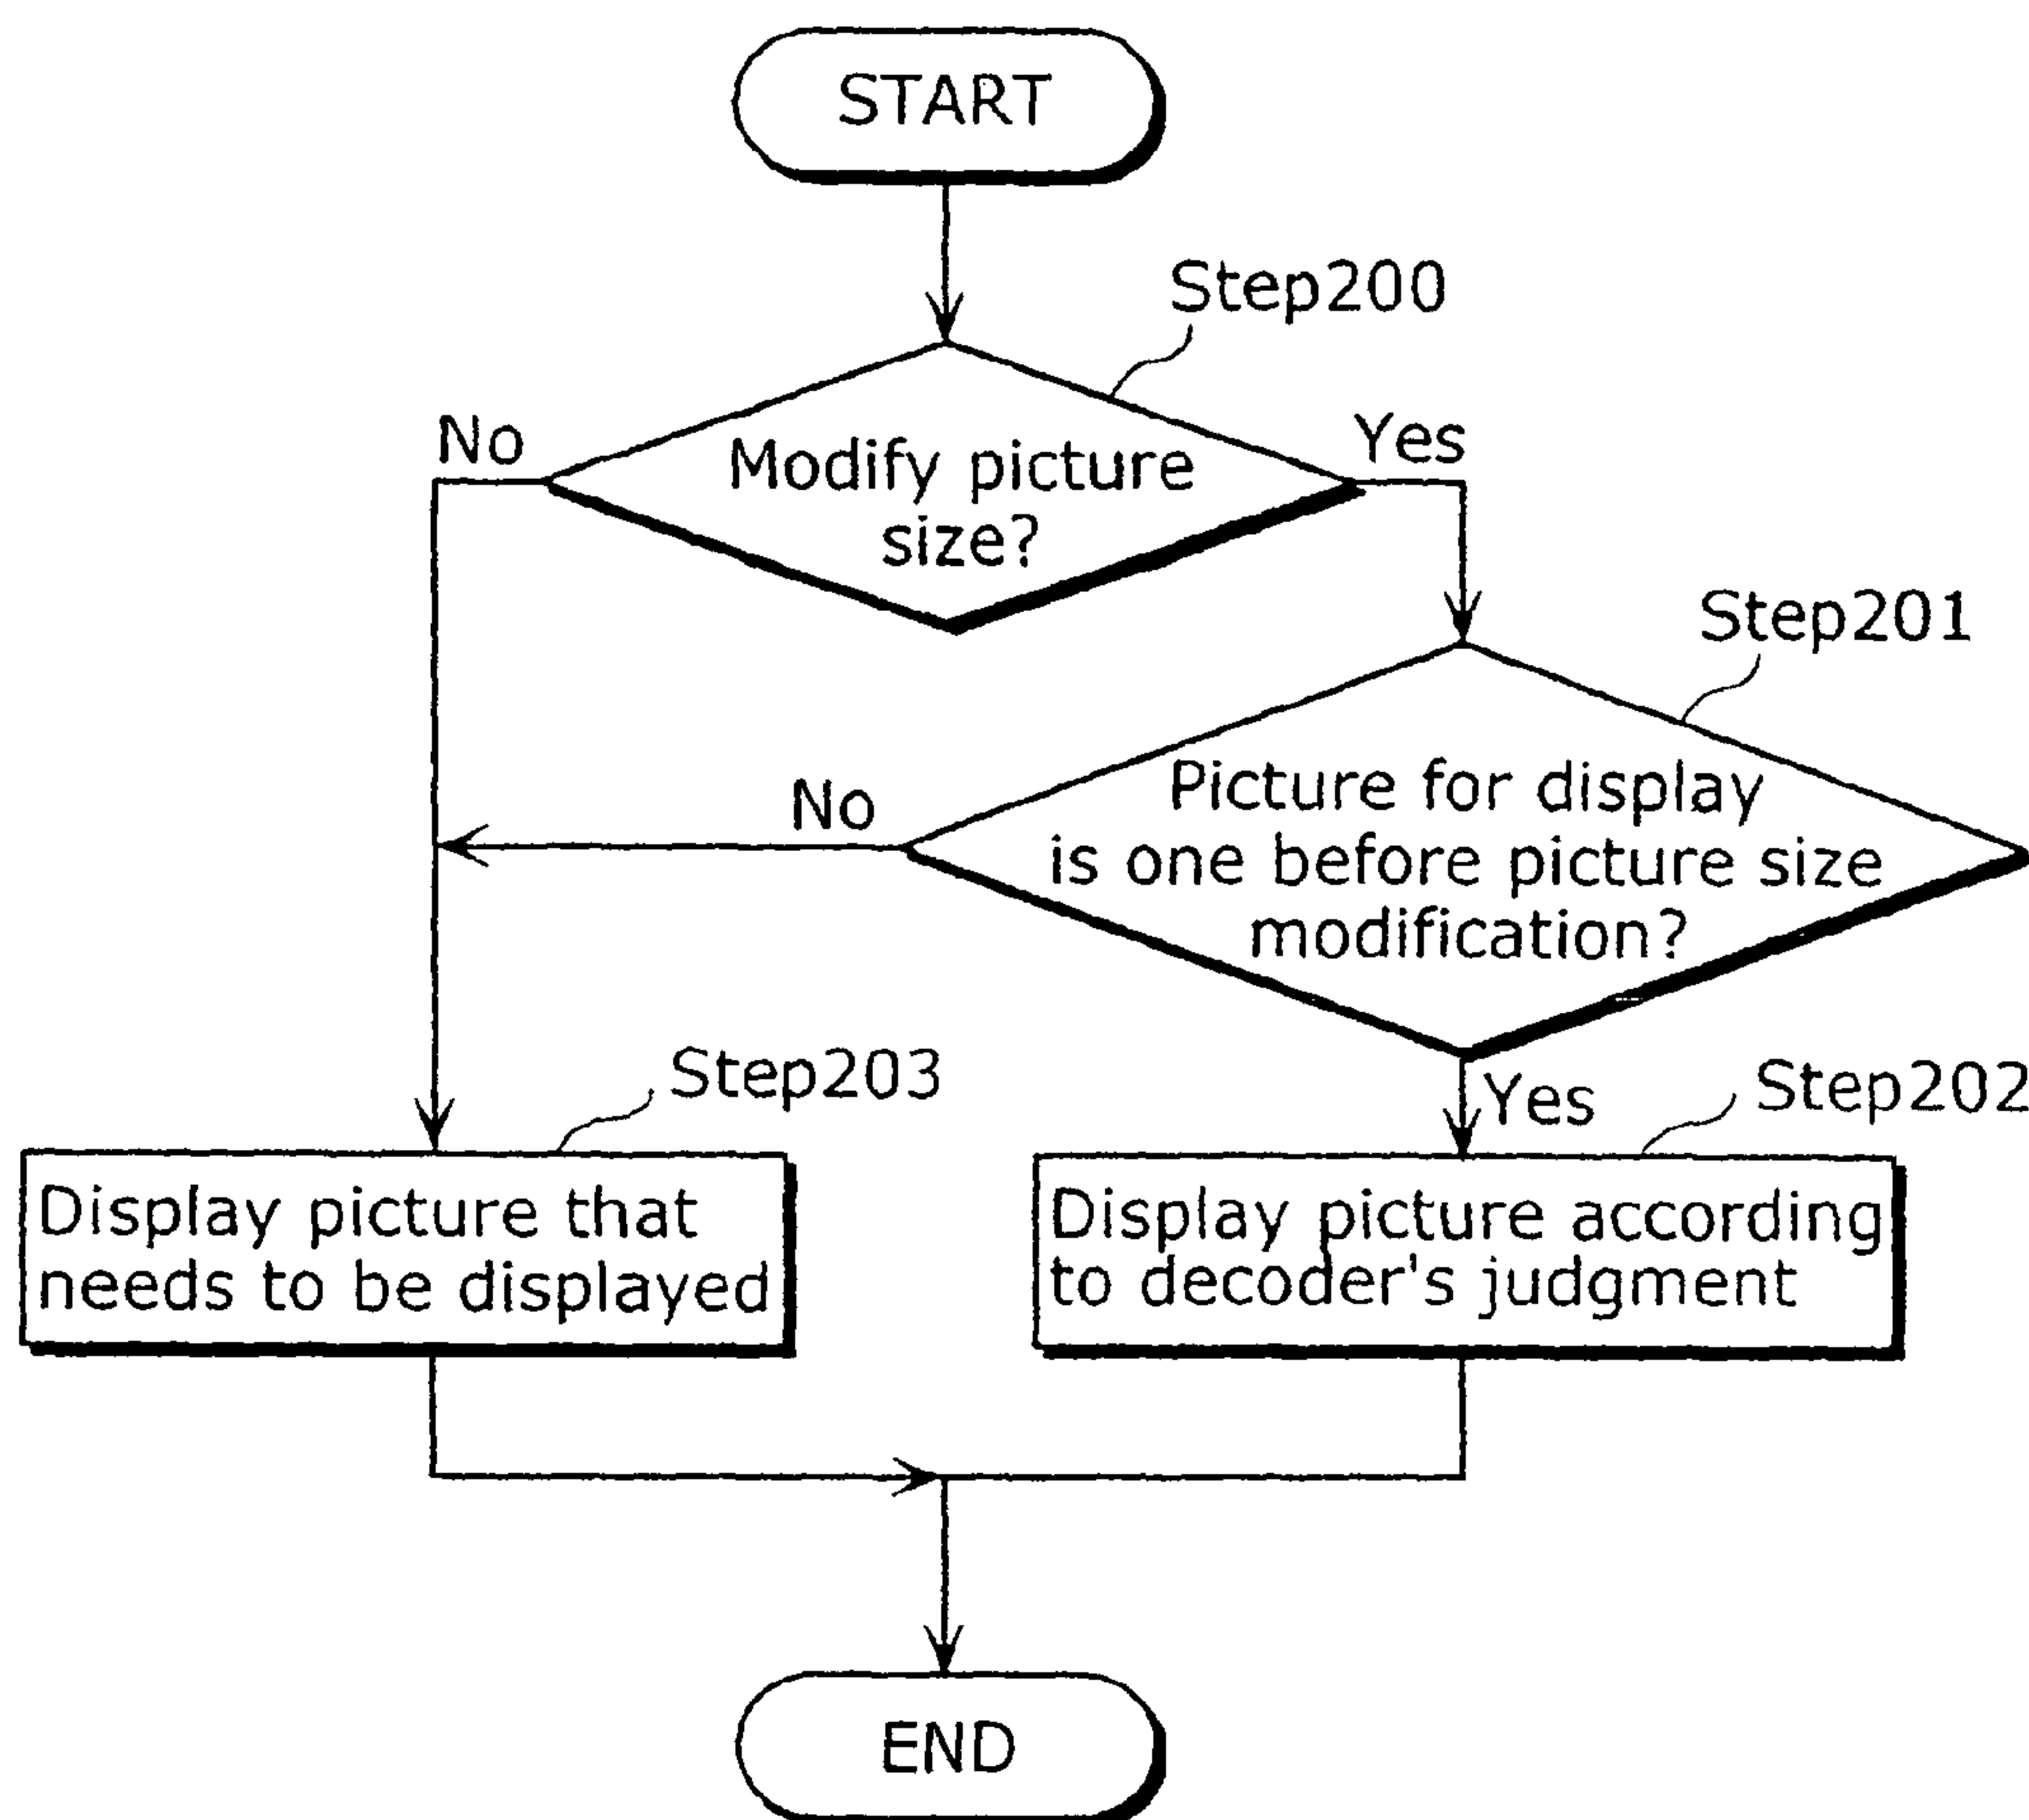 START
Step200
No
Yes
Modify picture
size?
Step201
Picture for display
is one before picture size
modification?
No
Step203
Yes
Step202
Display picture that
needs to be displayed
Display picture according
to decoder's judgment
END